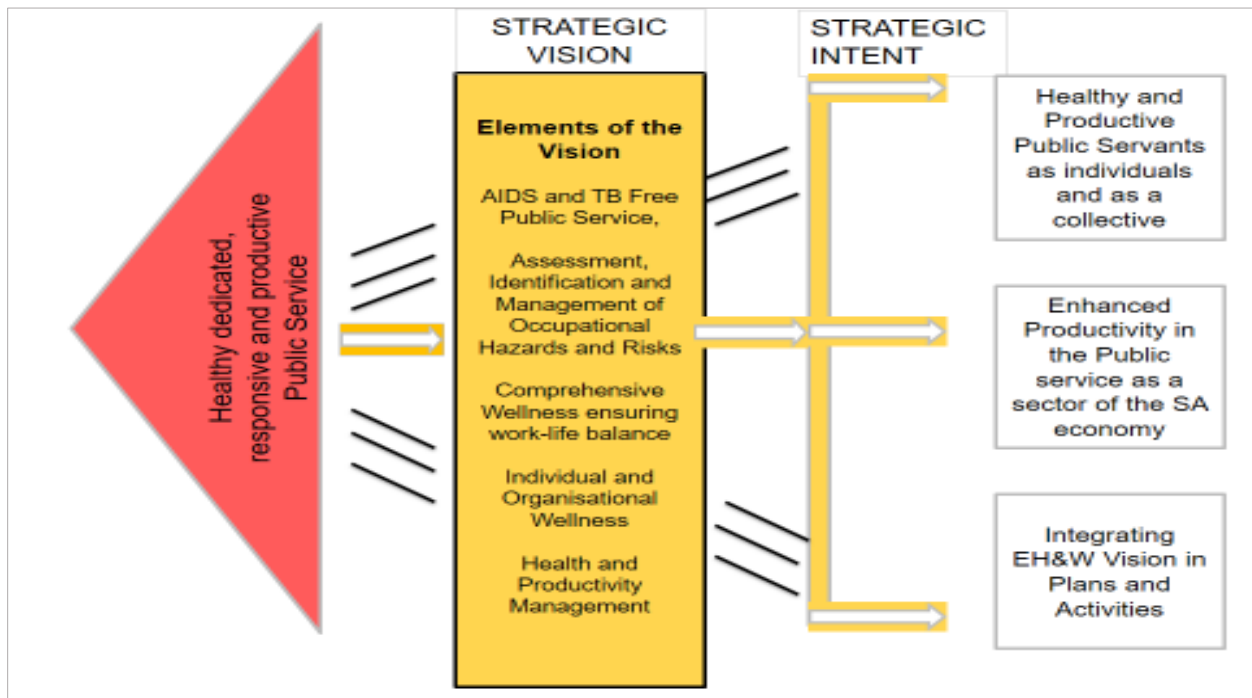 Healthy dedicated,
responsive and productive
Public Service
STRATEGIC
VISION
Elements of the
Vision
AIDS and TB Free
Public Service,
Assessment,
Identification and
Management of
Occupational
Hazards and Risks
Comprehensive
Wellness ensuring
work-life balance
Individual and
Organisational
Wellness
Health and
Productivity
Management
STRATEGIC
INTENT
Healthy and
Productive
Public Servants
as individuals
and as a
collective
Enhanced
Productivity in
the Public
service as a
sector of the SA
economy
Integrating
EH&W Vision in
Plans and
Activities